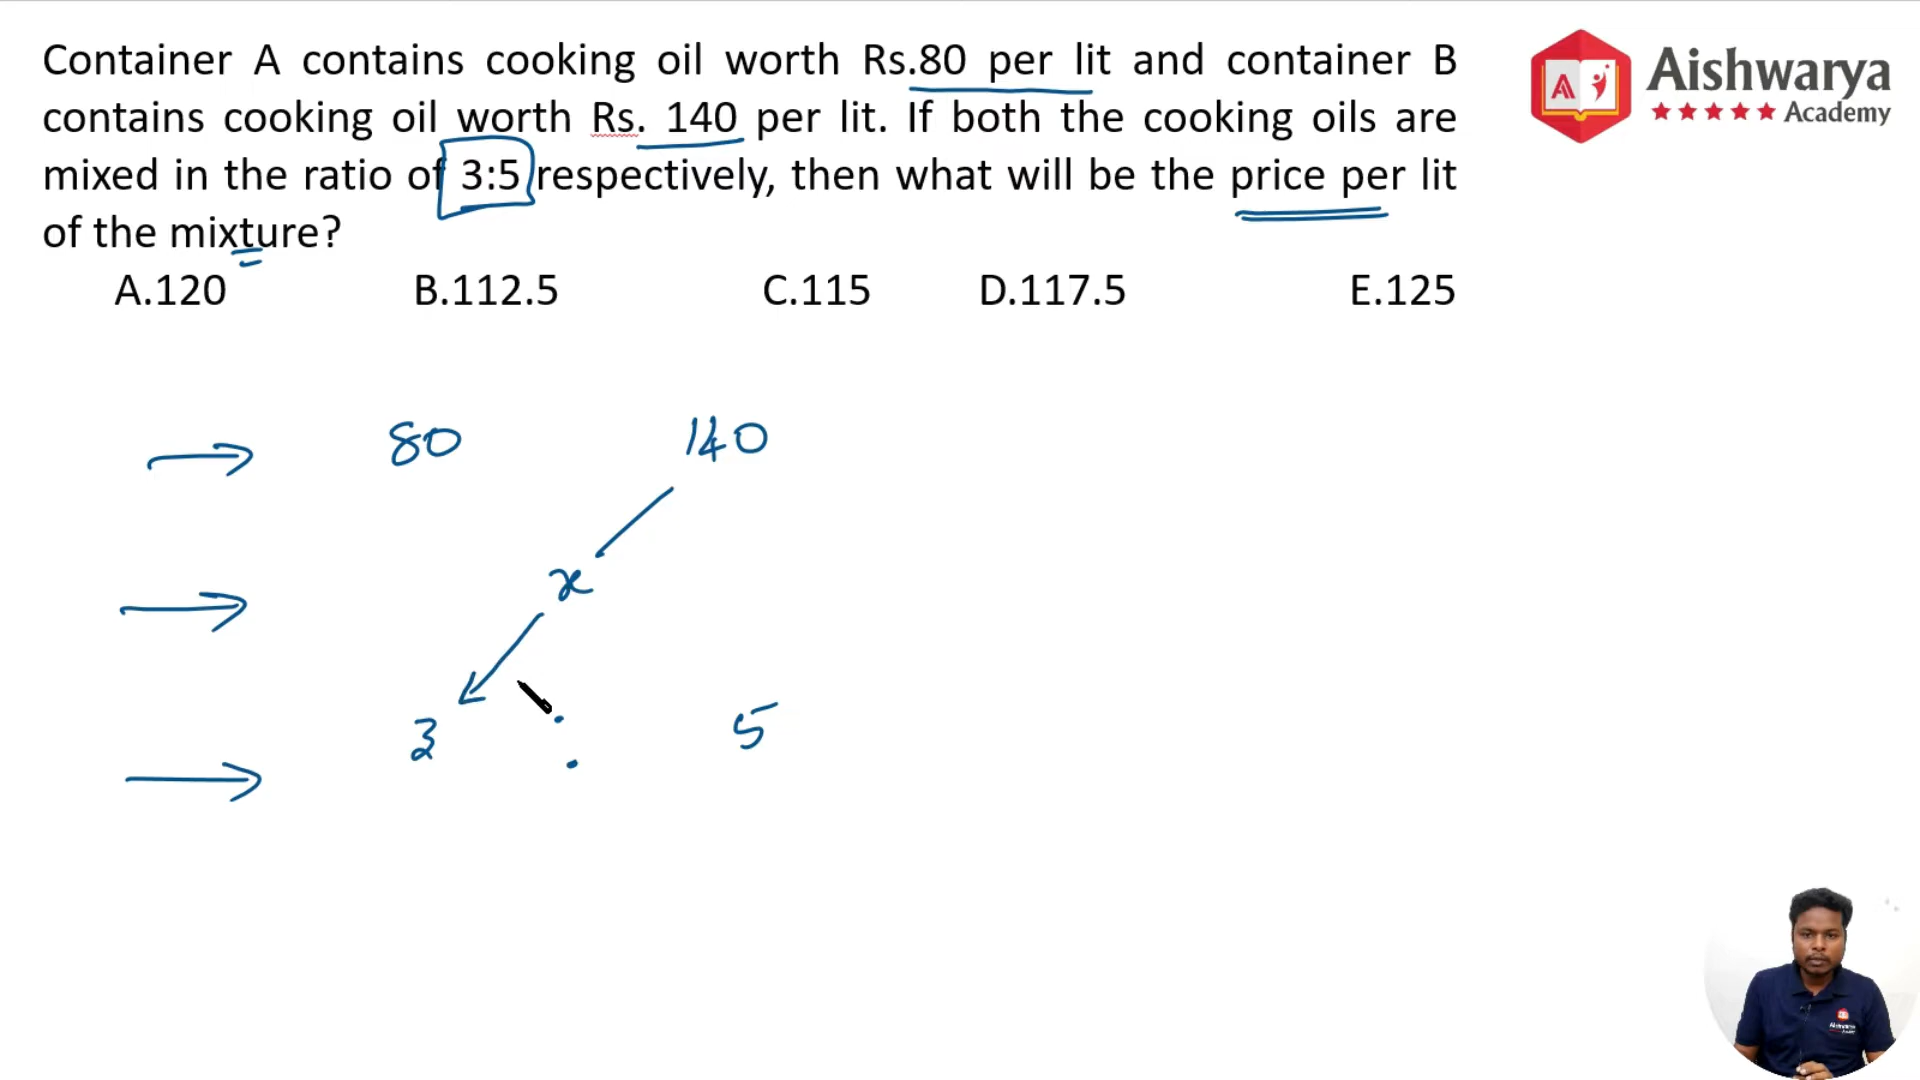 Container A contains cooking oil worth Rs.80 per lit and container B
contains cooking oil worth Rs. 140 per lit. If both the cooking oils are
mixed in the ratio of 3:5 respectively, then what will be the price per lit
of the mixture?
A.120 B.112.5 C.115 D.117.5 E.125
Aishwarya
Academy
80 140
x
3 : 5